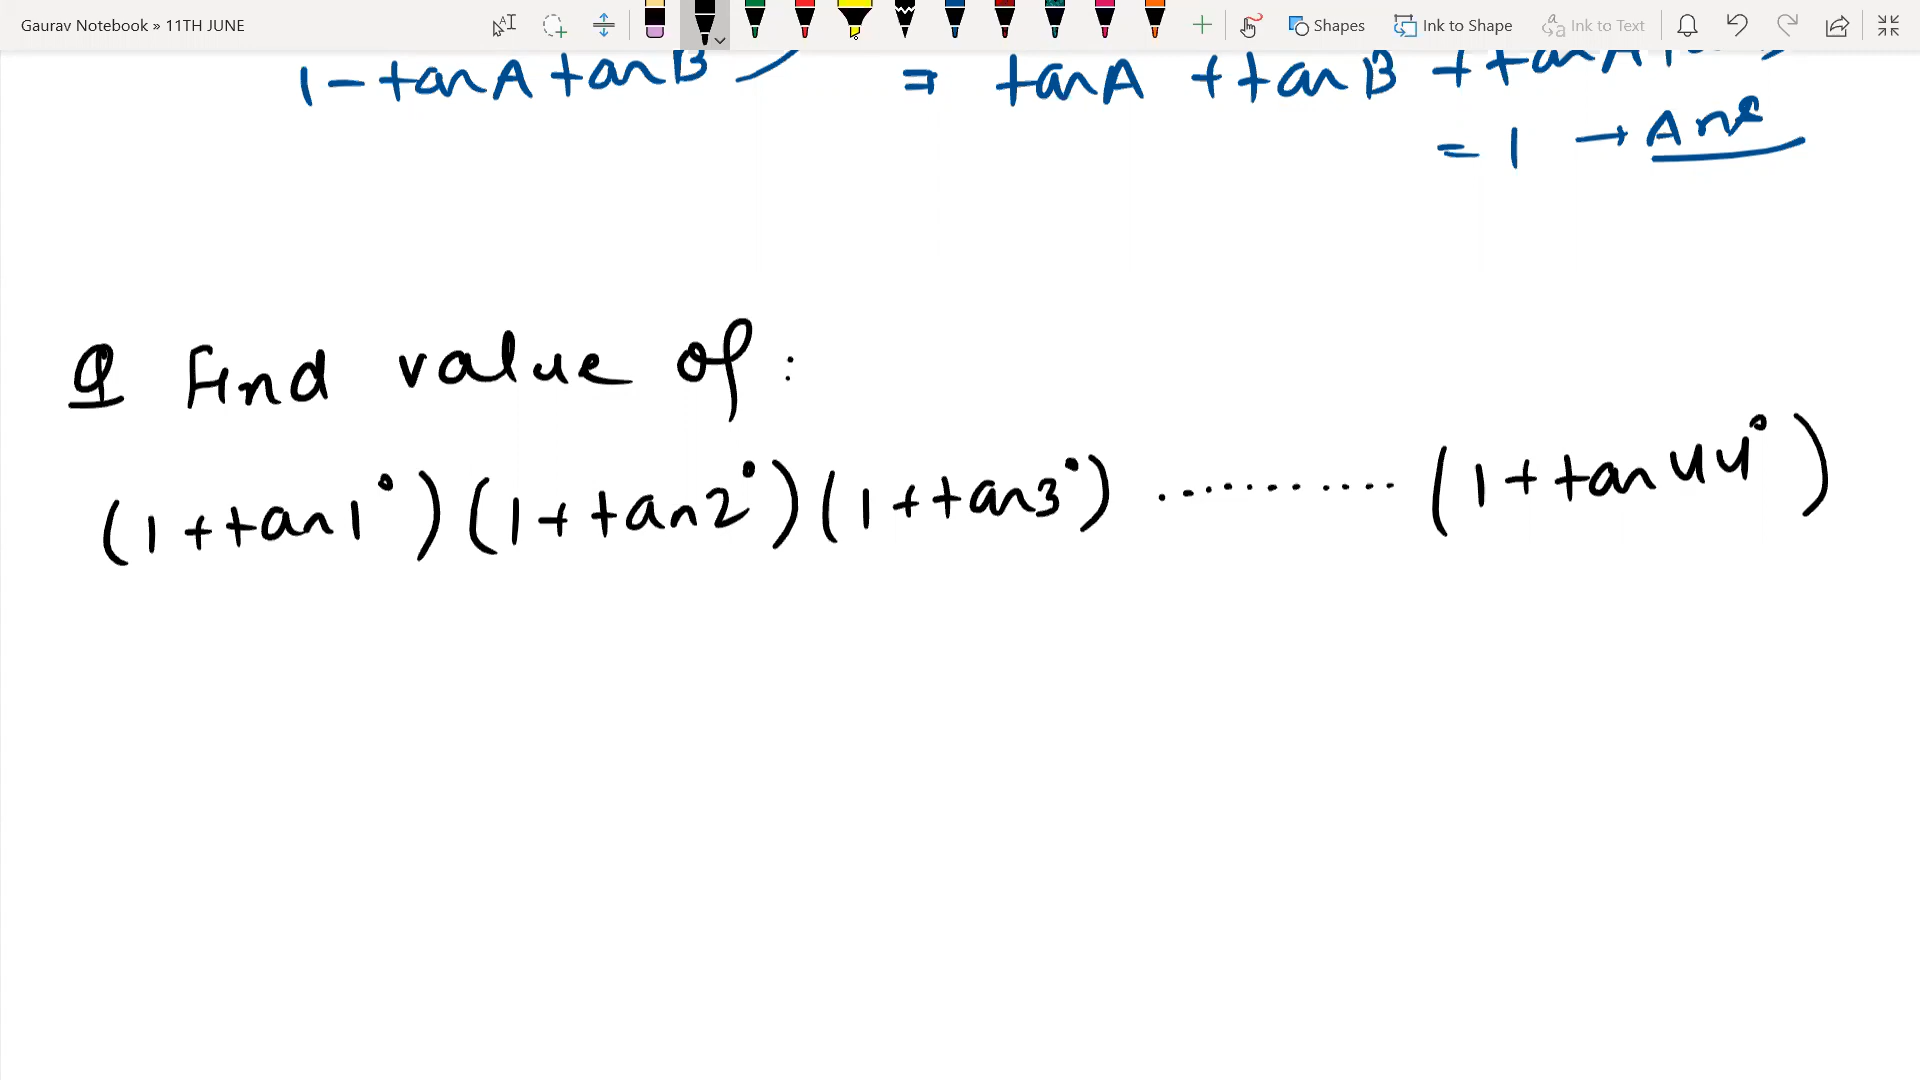 Gaurav Notebook » 11TH JUNE Shapes Ink to Shape Ink to Text
1 - tanA tanB = tanA + tanB +
= 1 → Ans
Q Find value of :
(1 + tan1°)(1 + tan2°)(1 + tan3°) ............ (1 + tan44°)